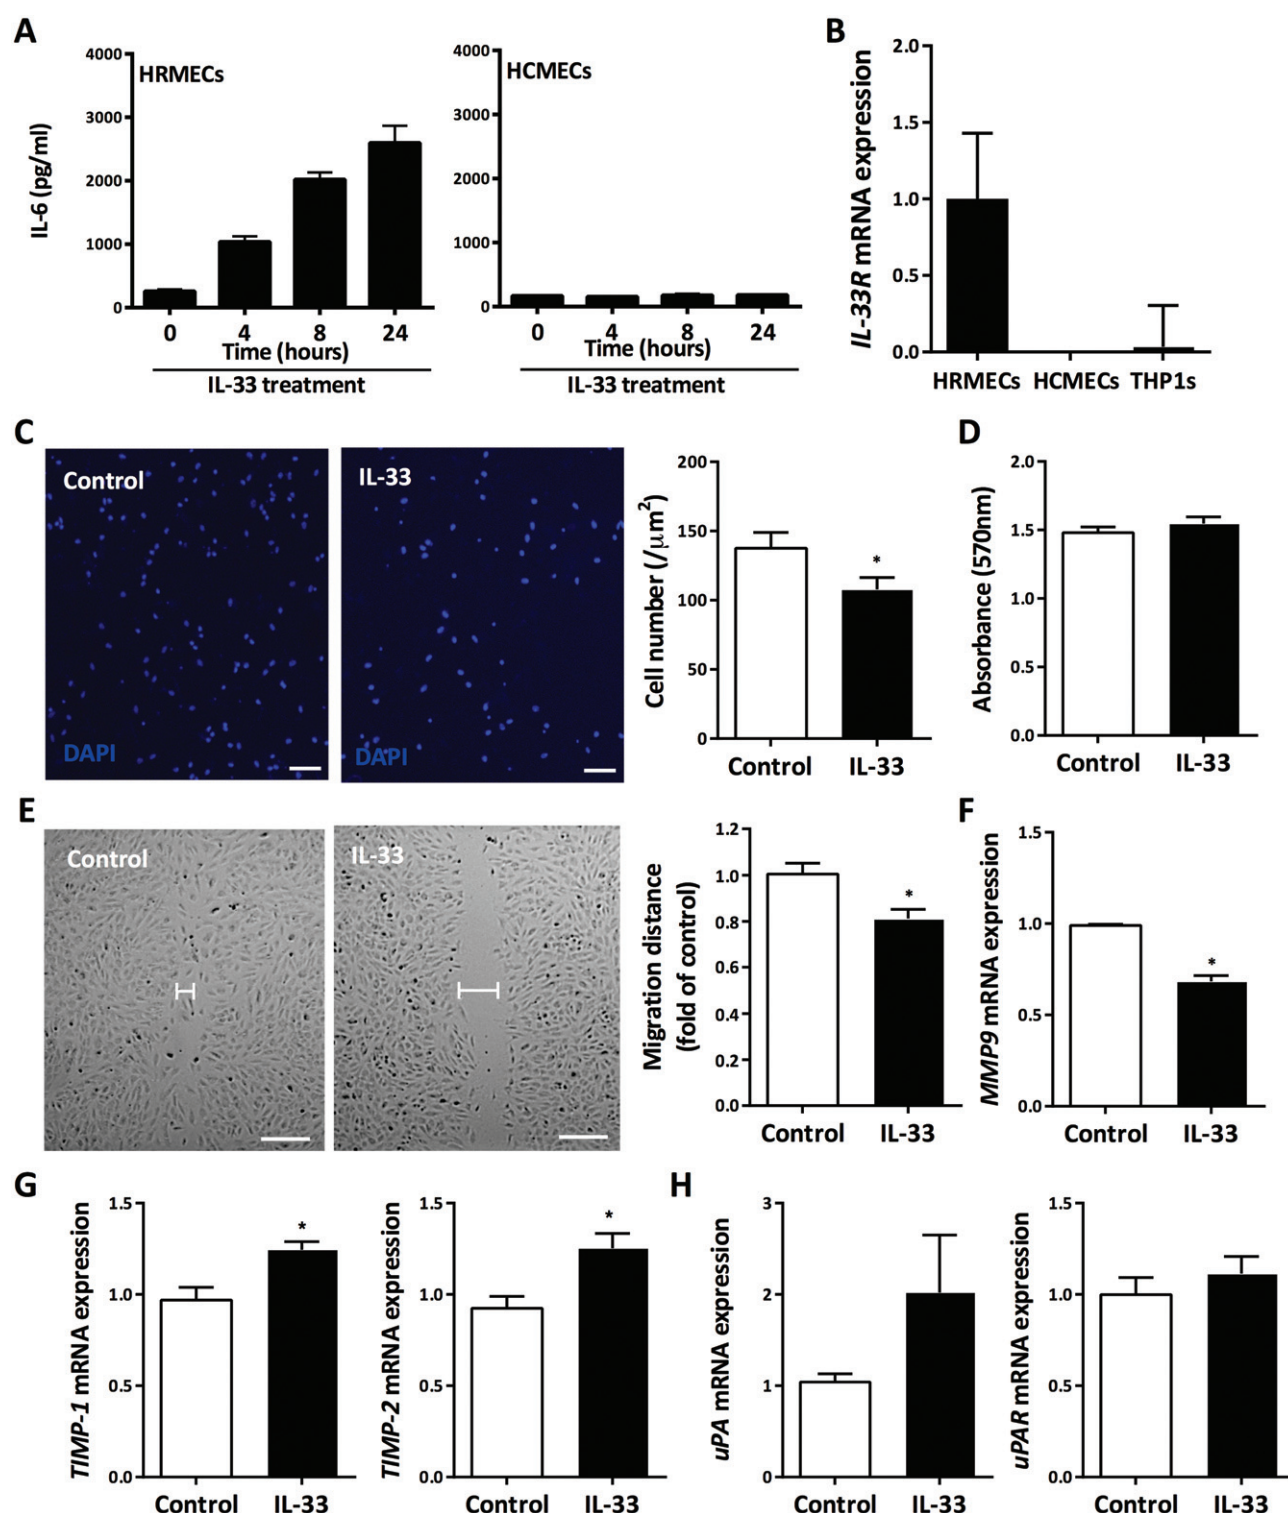 A
HRMECs
IL-6 (pg/ml)
4000
3000
2000
1000
0
0 4 8 24
Time (hours)
IL-33 treatment
HCMECs
4000
3000
2000
1000
0
0 4 8 24
Time (hours)
IL-33 treatment
B
IL-33R mRNA expression
2.0
1.5
1.0
0.5
0.0
HRMECs HCMECs THP1s
C
Control
DAPI
IL-33
DAPI
Cell number (/μm²)
200
150
100
50
0
*
Control IL-33
D
Absorbance (570nm)
2.0
1.5
1.0
0.5
0.0
Control IL-33
E
Control
IL-33
Migration distance
(fold of control)
1.2
1.0
0.8
0.6
0.4
0.2
0.0
*
Control IL-33
F
MMP9 mRNA expression
1.5
1.0
0.5
0.0
*
Control IL-33
G
TIMP-1 mRNA expression
1.5
1.0
0.5
0.0
*
Control IL-33
TIMP-2 mRNA expression
1.5
1.0
0.5
0.0
*
Control IL-33
H
uPA mRNA expression
3
2
1
0
Control IL-33
uPAR mRNA expression
1.5
1.0
0.5
0.0
Control IL-33